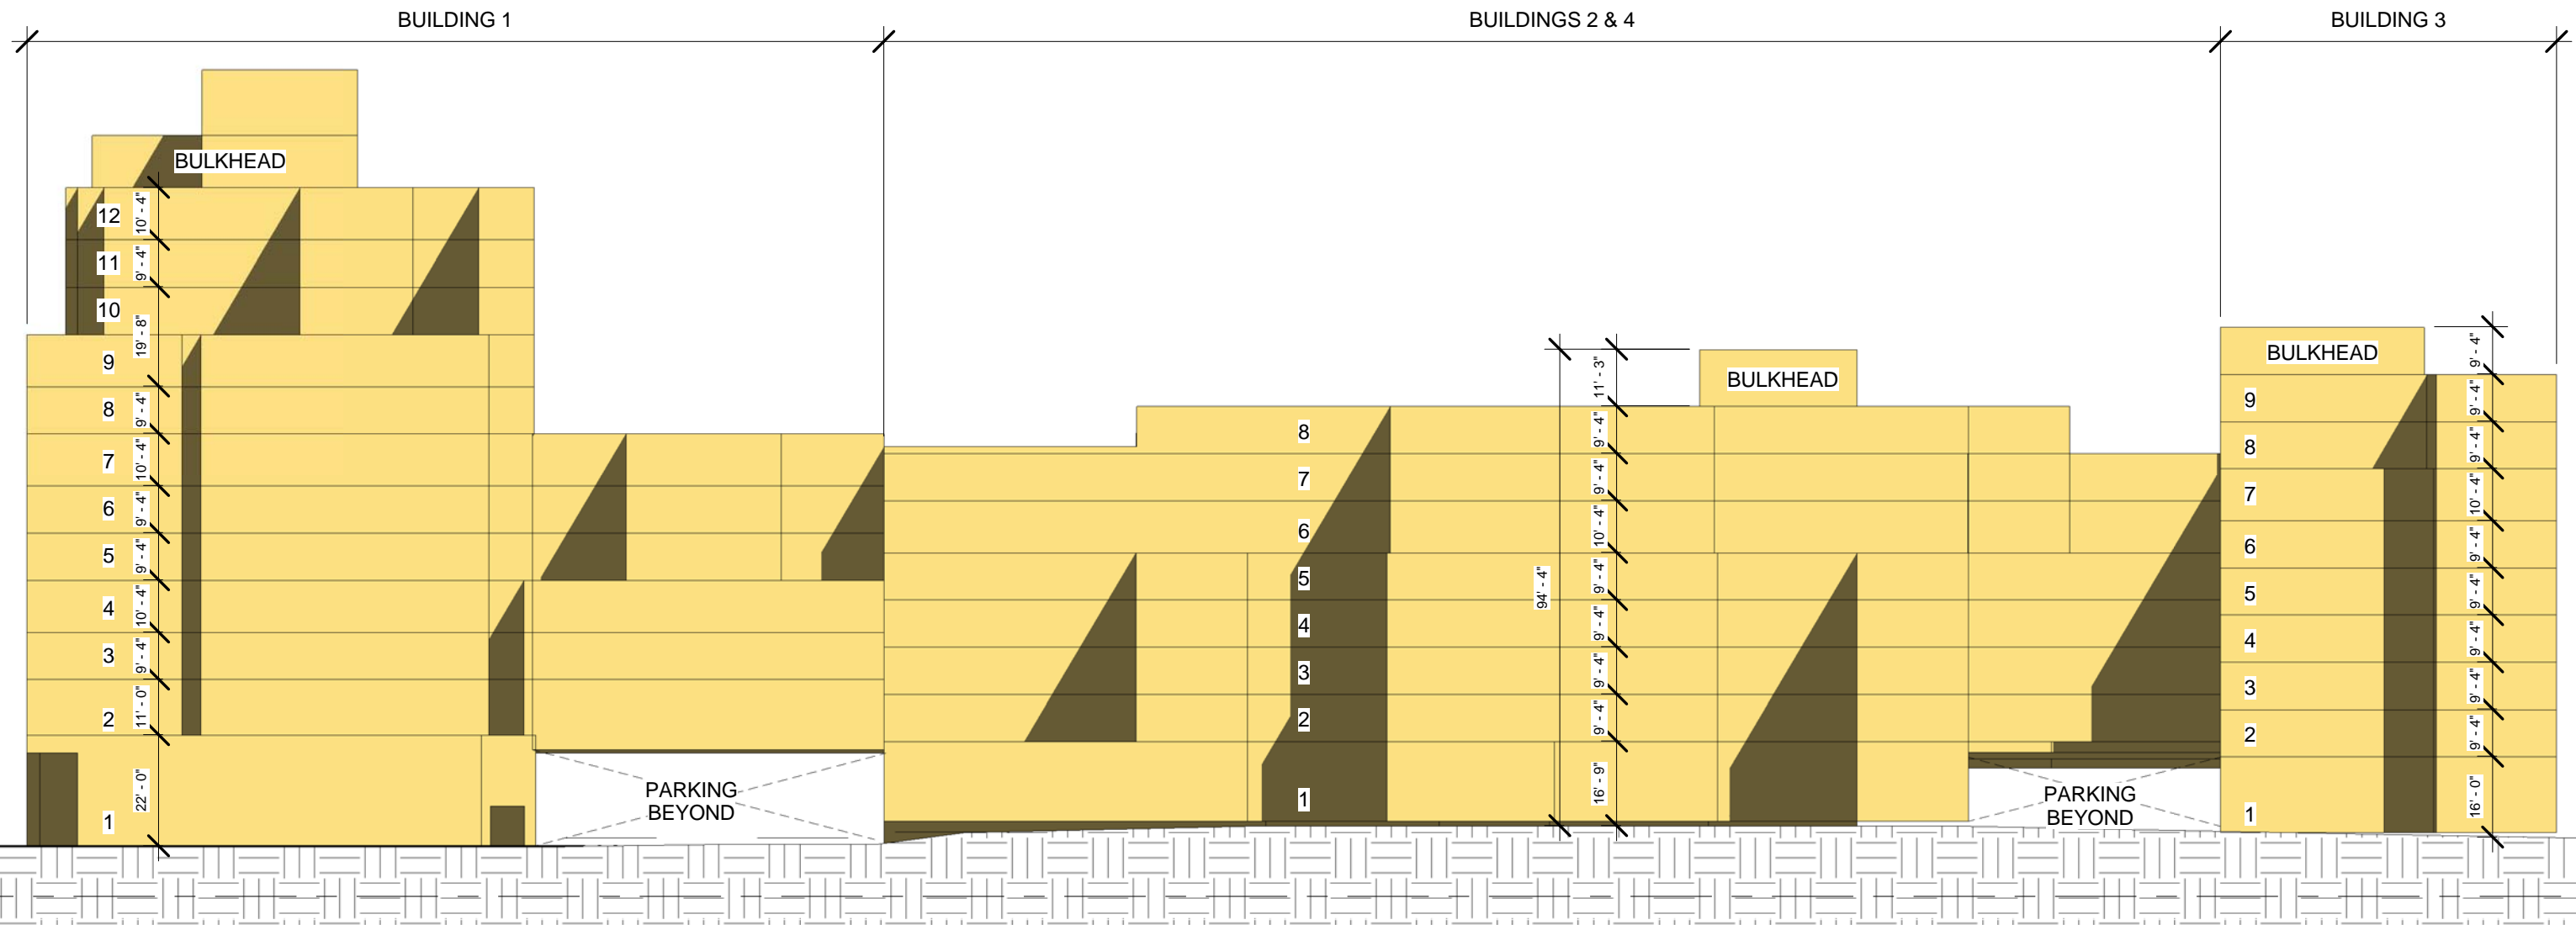 BUILDING 1
BUILDINGS 2 & 4
BUILDING 3
BULKHEAD
12
10' - 4"
11
9' - 4"
10
19' - 8"
9
8
9' - 4"
7
10' - 4"
6
9' - 4"
5
9' - 4"
4
10' - 4"
3
9' - 4"
2
11' - 0"
1
22' - 0"
PARKING
BEYOND
BULKHEAD
11' - 3"
94' - 4"
8
9' - 4"
7
9' - 4"
6
10' - 4"
5
9' - 4"
4
9' - 4"
3
9' - 4"
2
9' - 4"
1
16' - 9"
PARKING
BEYOND
BULKHEAD
9' - 4"
9
9' - 4"
8
9' - 4"
7
10' - 4"
6
9' - 4"
5
9' - 4"
4
9' - 4"
3
9' - 4"
2
9' - 4"
1
16' - 0"